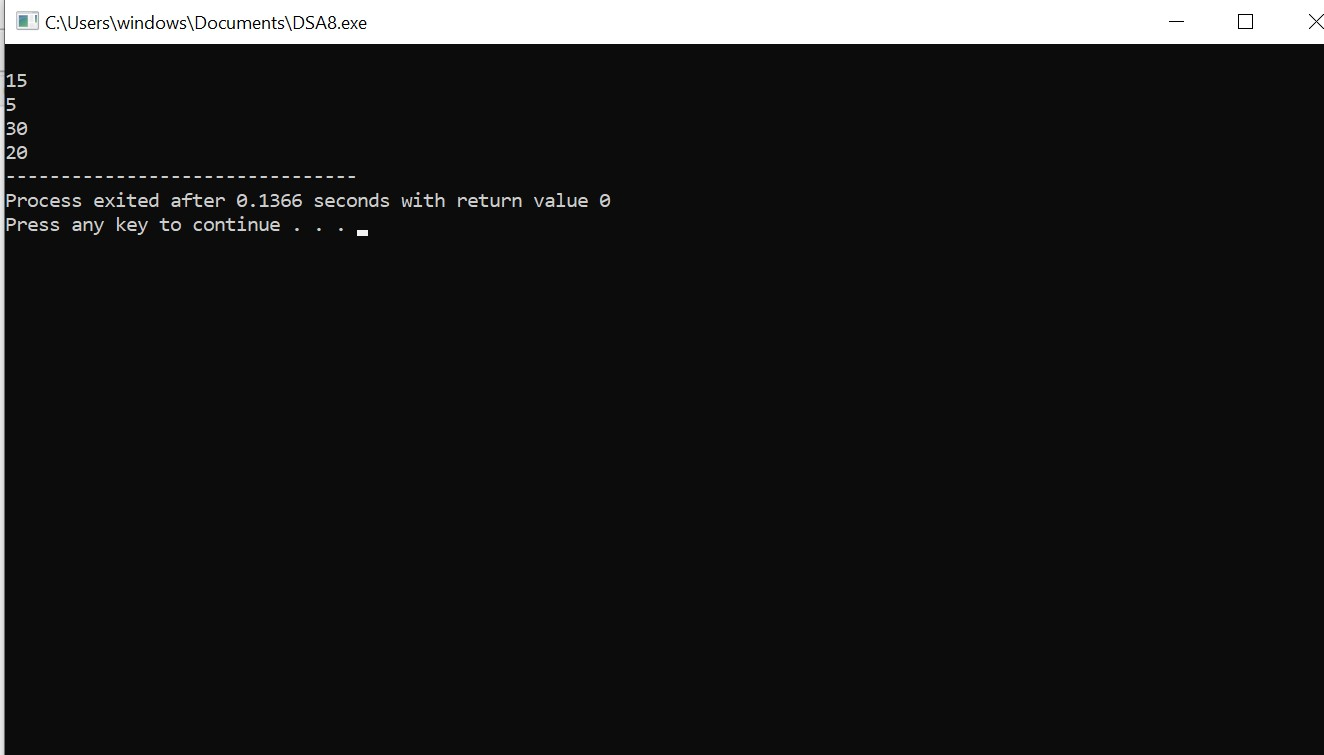 C:\Users\windows\Documents\DSA8.exe
15
5
30
20
--------------------------------
Process exited after 0.1366 seconds with return value 0
Press any key to continue . . .